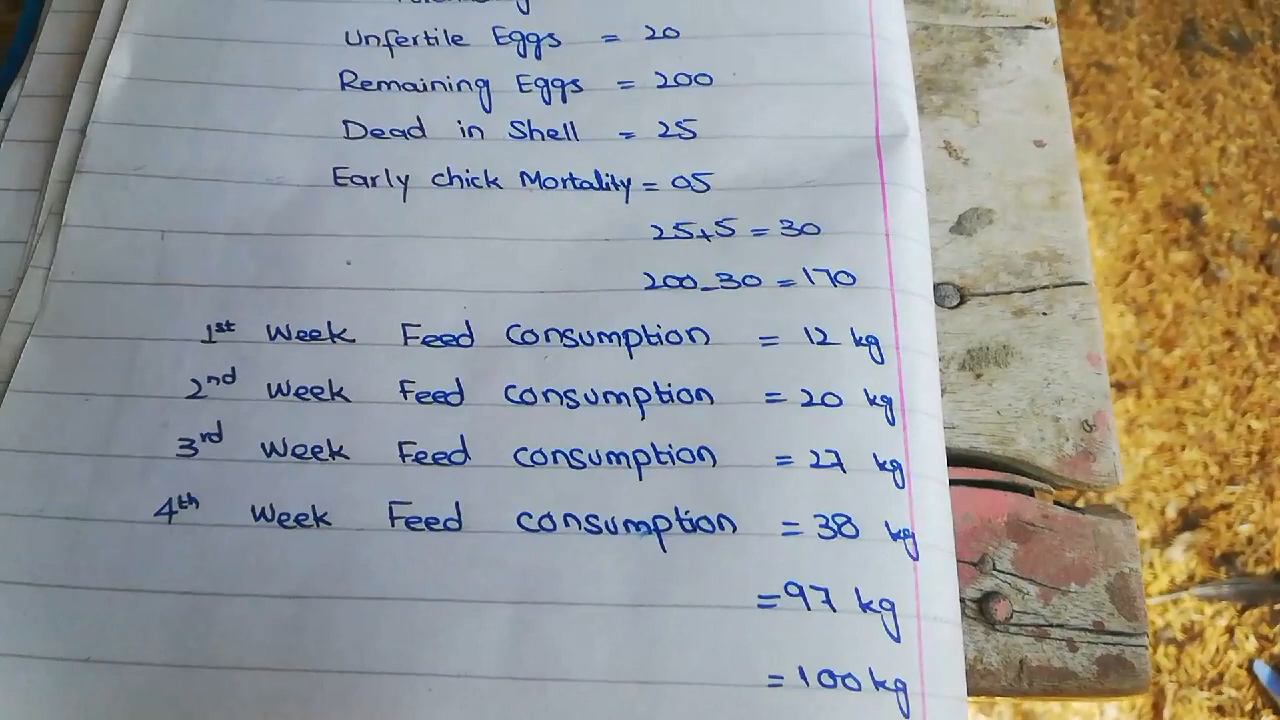 Unfertile Eggs = 20
Remaining Eggs = 200
Dead in Shell = 25
Early chick Mortality = 05
25+5 = 30
200-30 = 170
1st Week Feed Consumption = 12 kg
2nd Week Feed Consumption = 20 kg
3rd Week Feed consumption = 27 kg
4th Week Feed consumption = 38 kg
= 97 kg
= 100 kg